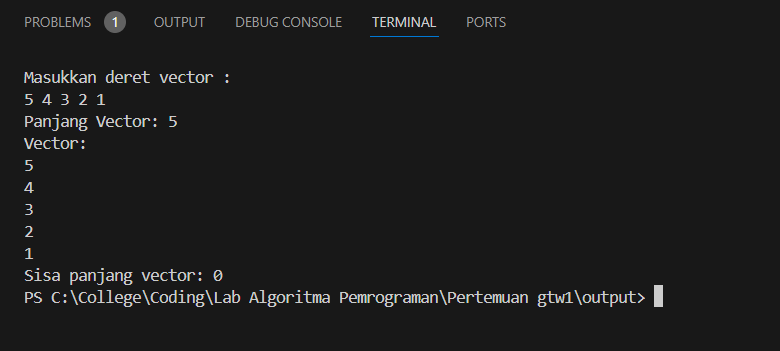 PROBLEMS 1 OUTPUT DEBUG CONSOLE TERMINAL PORTS
Masukkan deret vector :
5 4 3 2 1
Panjang Vector: 5
Vector:
5
4
3
2
1
Sisa panjang vector: 0
PS C:\College\Coding\Lab Algoritma Pemrograman\Pertemuan gtw1\output>